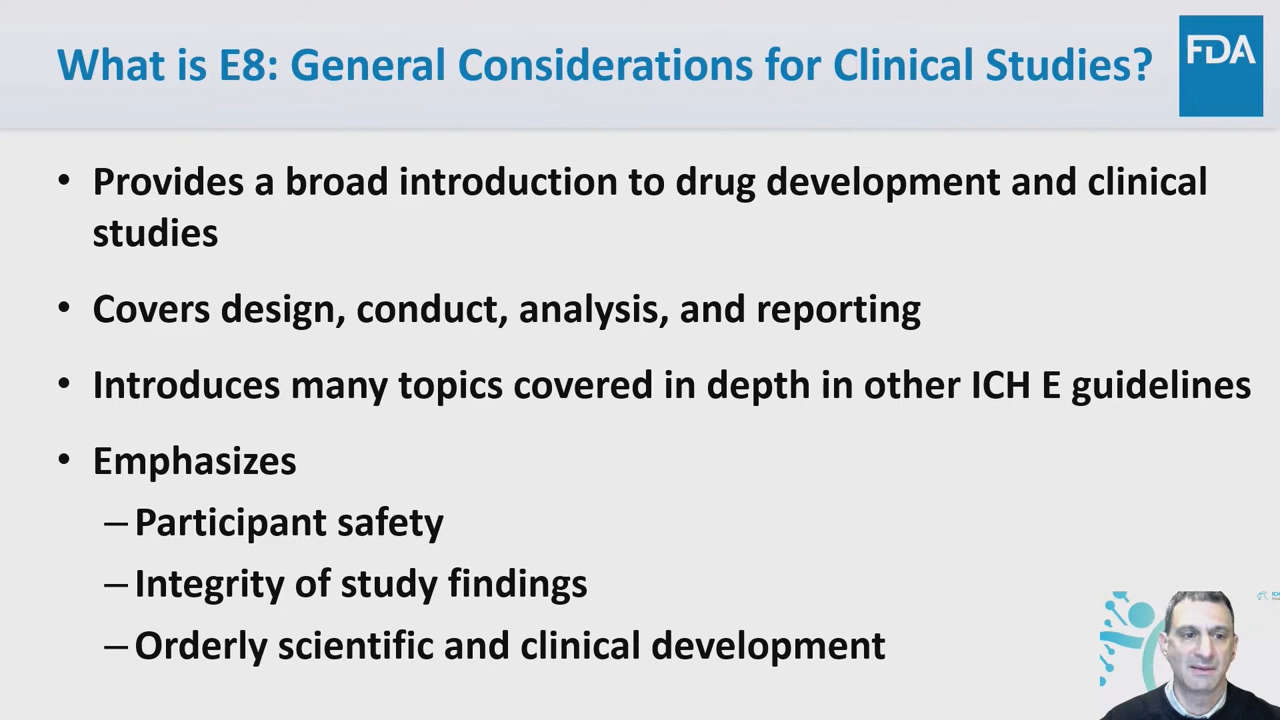 What is E8: General Considerations for Clinical Studies?
FDA
• Provides a broad introduction to drug development and clinical
studies
• Covers design, conduct, analysis, and reporting
• Introduces many topics covered in depth in other ICH E guidelines
• Emphasizes
– Participant safety
– Integrity of study findings
– Orderly scientific and clinical development